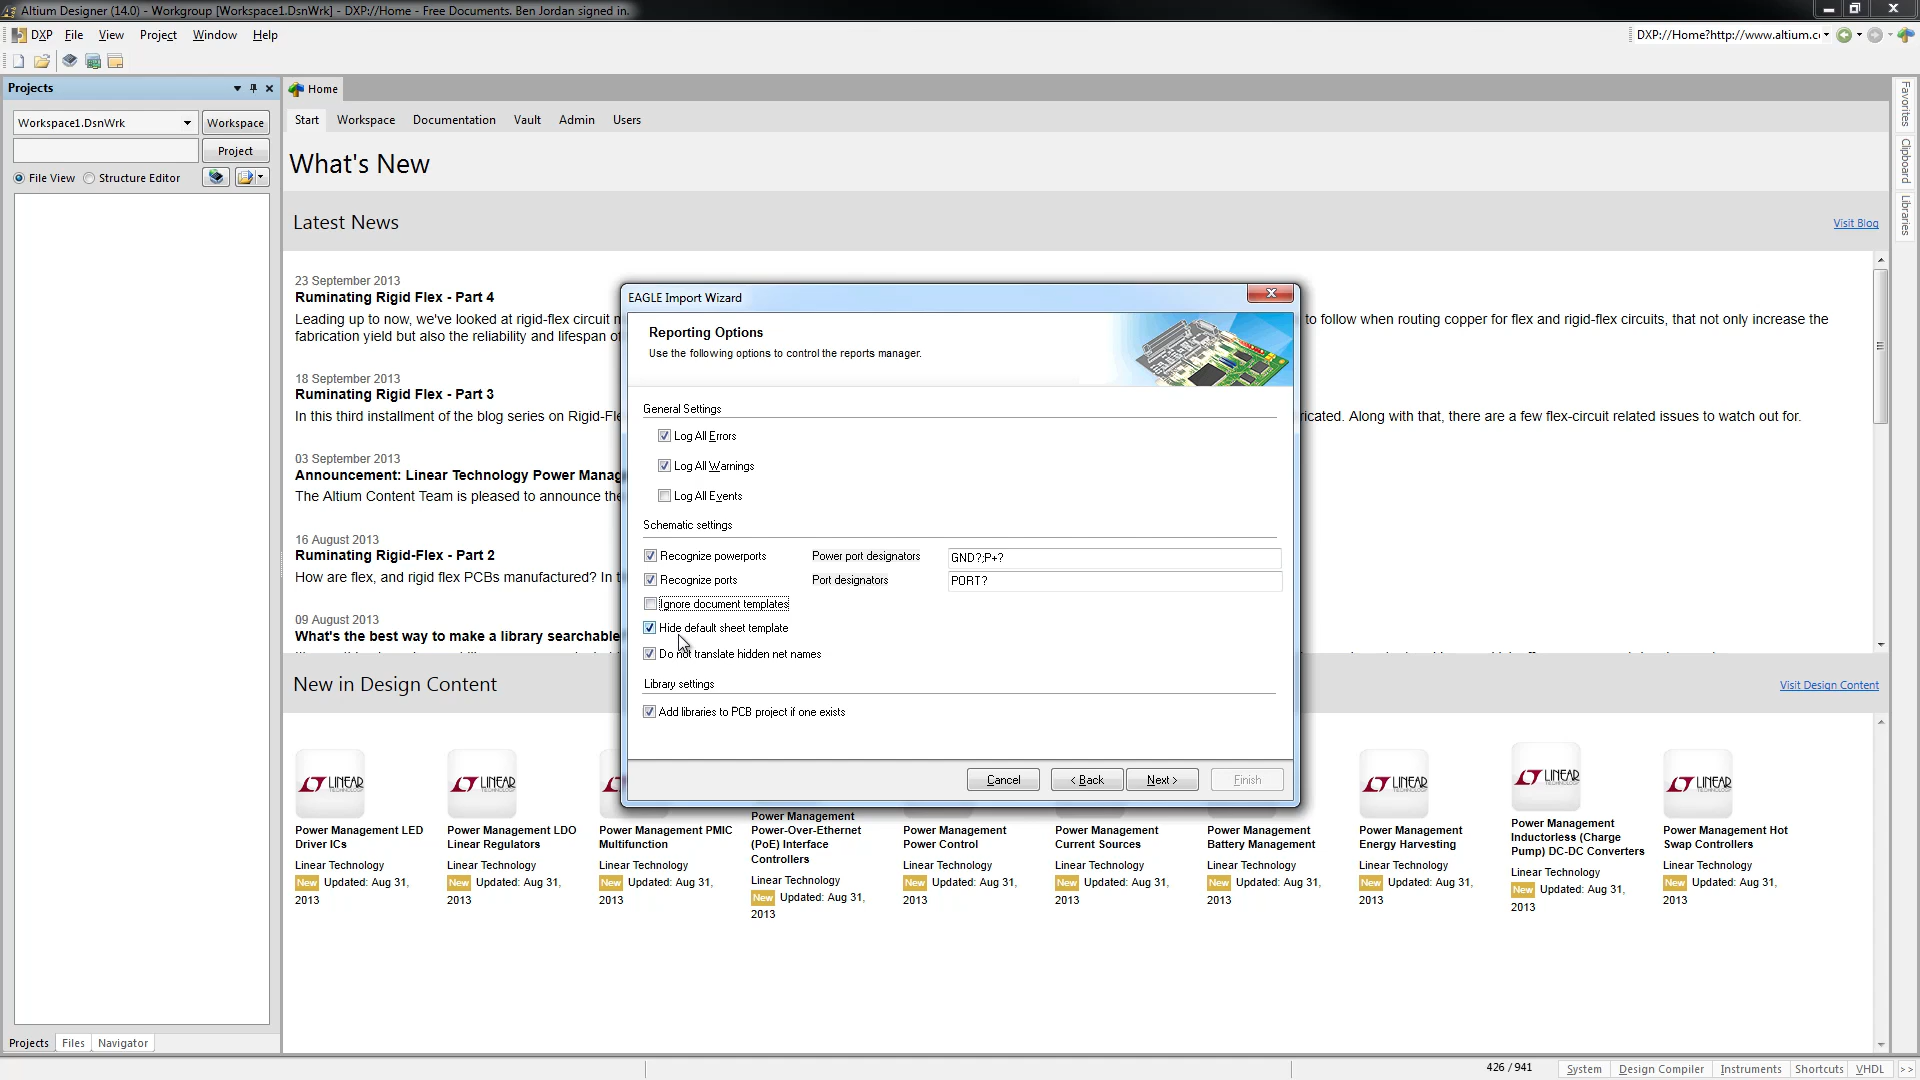 Altium Designer (14.0) - Workgroup [Workspace1.DsnWrk] - DXP://Home - Free Documents. Ben Jordan signed in.
DXP File View Project Window Help
DXP://Home?http://www.altium.c
Projects
Home
Workspace1.DsnWrk Workspace
Project
File View Structure Editor
Start Workspace Documentation Vault Admin Users
Favorites
Clipboard
Libraries
What's New
Latest News
Visit Blog
23 September 2013
Ruminating Rigid Flex - Part 4
Leading up to now, we've looked at rigid-flex circuit
to follow when routing copper for flex and rigid-flex circuits, that not only increase the
fabrication yield but also the reliability and lifespan
18 September 2013
Ruminating Rigid Flex - Part 3
In this third installment of the blog series on Rigid-Fle
ricated. Along with that, there are a few flex-circuit related issues to watch out for.
03 September 2013
Announcement: Linear Technology Power Manag
The Altium Content Team is pleased to announce the
16 August 2013
Ruminating Rigid-Flex - Part 2
How are flex, and rigid flex PCBs manufactured? In t
09 August 2013
What's the best way to make a library searchable
EAGLE Import Wizard
Reporting Options
Use the following options to control the reports manager.
General Settings
Log All Errors
Log All Warnings
Log All Events
Schematic settings
Recognize powerports Power port designators GND?;P+?
Recognize ports Port designators PORT?
Ignore document templates
Hide default sheet template
Do not translate hidden net names
Library settings
Add libraries to PCB project if one exists
Cancel < Back Next > Finish
New in Design Content
Visit Design Content
LINEAR TECHNOLOGY
Power Management LED
Driver ICs
Linear Technology
New Updated: Aug 31,
2013
LINEAR TECHNOLOGY
Power Management LDO
Linear Regulators
Linear Technology
New Updated: Aug 31,
2013
Power Management PMIC
Multifunction
Linear Technology
New Updated: Aug 31,
2013
Power Management
Power-Over-Ethernet
(PoE) Interface
Controllers
Linear Technology
New Updated: Aug 31,
2013
Power Management
Power Control
Linear Technology
New Updated: Aug 31,
2013
Power Management
Current Sources
Linear Technology
New Updated: Aug 31,
2013
Power Management
Battery Management
Linear Technology
New Updated: Aug 31,
2013
LINEAR TECHNOLOGY
Power Management
Energy Harvesting
Linear Technology
New Updated: Aug 31,
2013
LINEAR TECHNOLOGY
Power Management
Inductorless (Charge
Pump) DC-DC Converters
Linear Technology
New Updated: Aug 31,
2013
LINEAR TECHNOLOGY
Power Management Hot
Swap Controllers
Linear Technology
New Updated: Aug 31,
2013
Projects Files Navigator
426 / 941
System Design Compiler Instruments Shortcuts VHDL >>